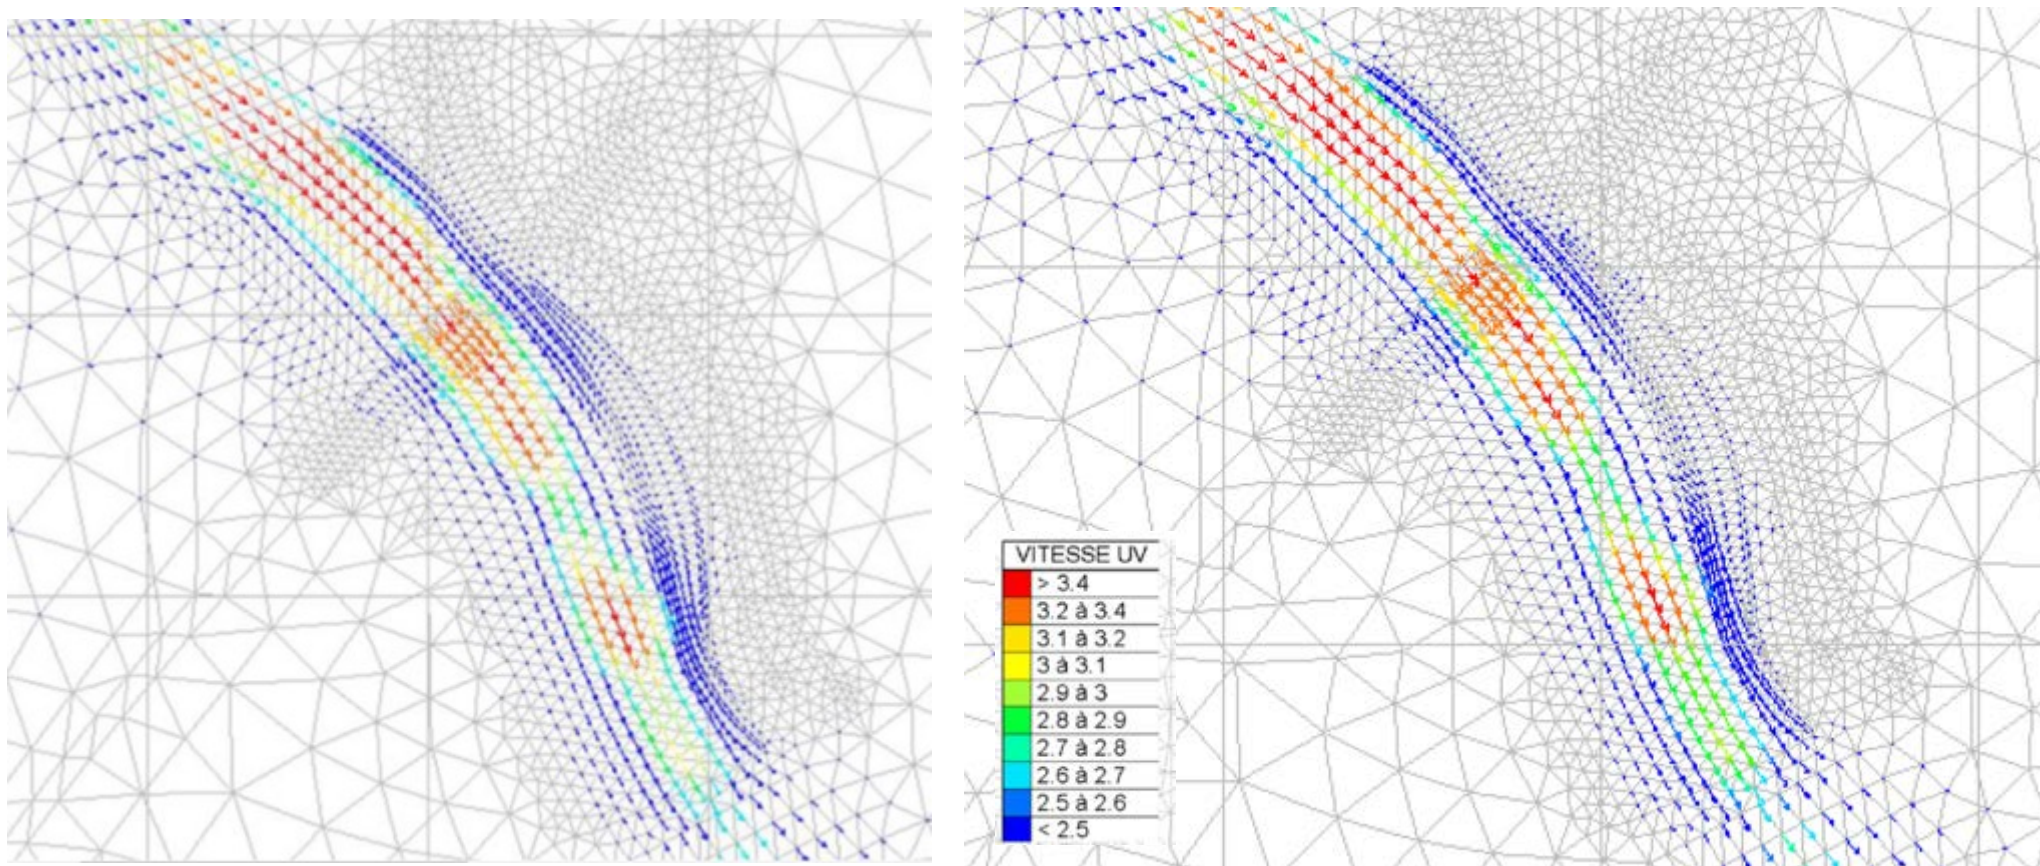 VITESSE UV
> 3.4
3.2 à 3.4
3.1 à 3.2
3 à 3.1
2.9 à 3
2.8 à 2.9
2.7 à 2.8
2.6 à 2.7
2.5 à 2.6
< 2.5